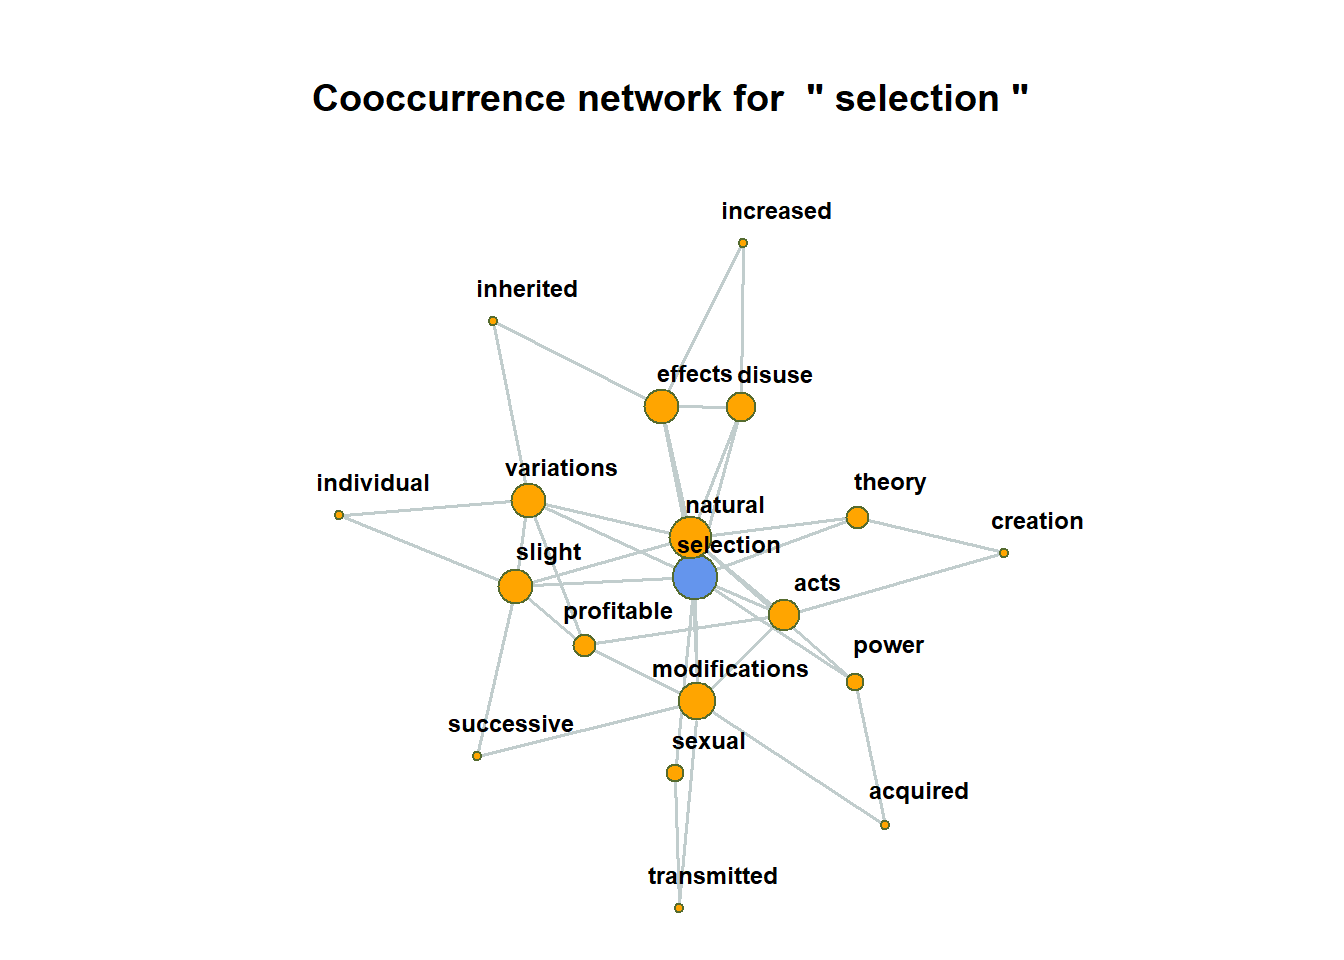 Cooccurrence network for  " selection "
increased
inherited
effects disuse
variations
individual
theory
natural
creation
selection
slight
acts
profitable
power
modifications
successive
sexual
acquired
transmitted